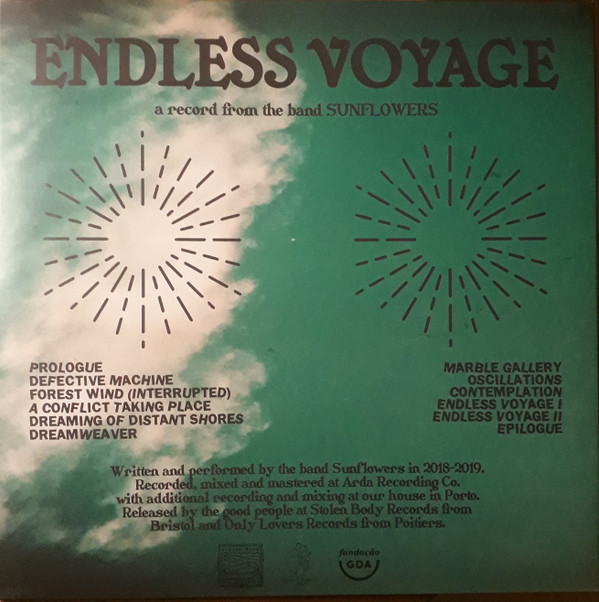 ENDLESS VOYAGE
a record from the band SUNFLOWERS
PROLOGUE
DEFECTIVE MACHINE
FOREST WIND (INTERRUPTED)
A CONFLICT TAKING PLACE
DREAMING OF DISTANT SHORES
DREAMWEAVER
MARBLE GALLERY
OSCILLATIONS
CONTEMPLATION
ENDLESS VOYAGE I
ENDLESS VOYAGE II
EPILOGUE
Written and performed by the band Sunflowers in 2018-2019.
Recorded, mixed and mastered at Arda Recording Co.
with additional recording and mixing at our house in Porto.
Released by the good people at Stolen Body Records from
Bristol and Only Lovers Records from Poitiers.
fundação
GDA